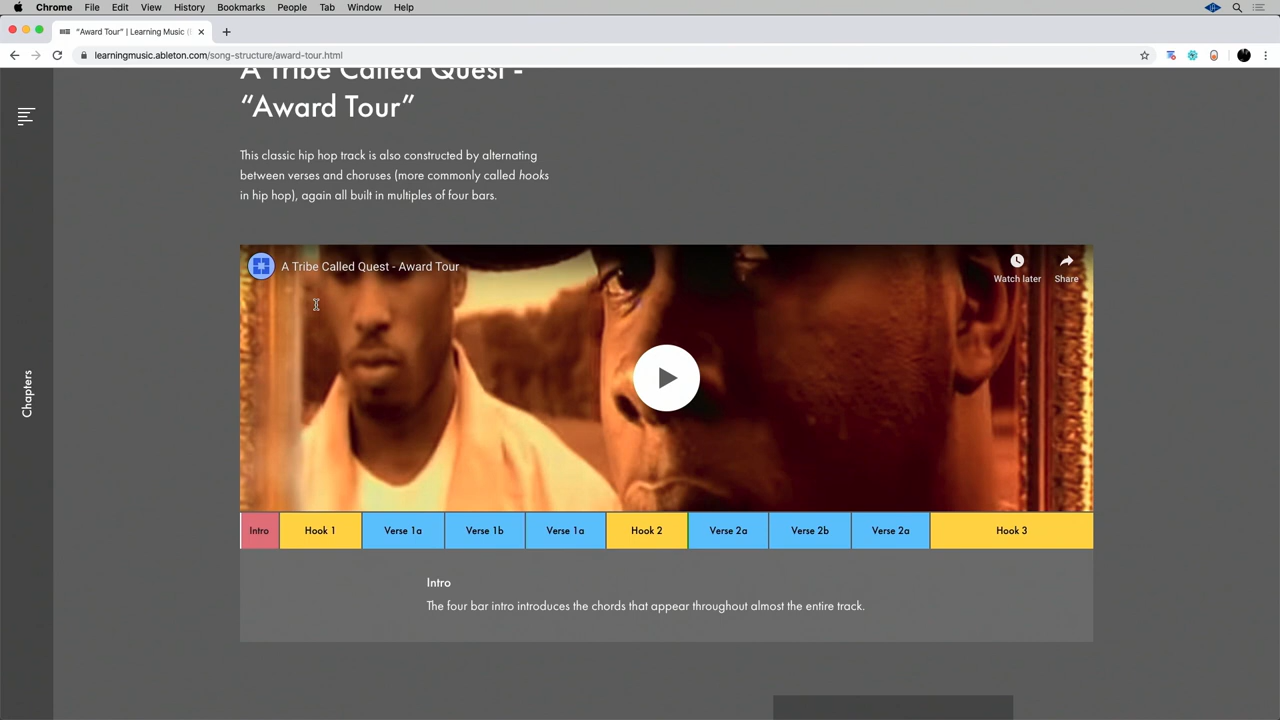 Chrome File Edit View History Bookmarks People Tab Window Help
"Award Tour" | Learning Music (
learningmusic.ableton.com/song-structure/award-tour.html
A Tribe Called Quest -
“Award Tour”
This classic hip hop track is also constructed by alternating
between verses and choruses (more commonly called hooks
in hip hop), again all built in multiples of four bars.
A Tribe Called Quest - Award Tour
Watch later Share
Chapters
Intro Hook 1 Verse 1a Verse 1b Verse 1a Hook 2 Verse 2a Verse 2b Verse 2a Hook 3
Intro
The four bar intro introduces the chords that appear throughout almost the entire track.